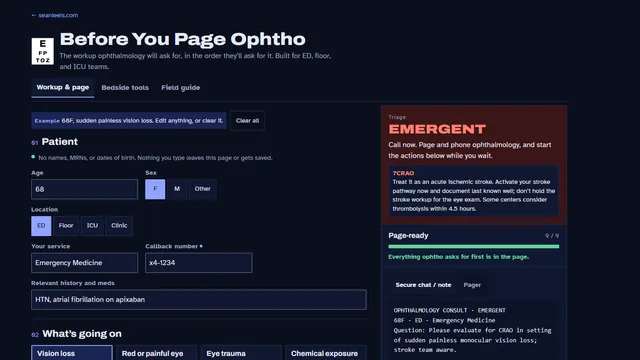 ← seanleels.com
E
FP
TOZ
Before You Page Ophtho
The workup ophthalmology will ask for, in the order they'll ask for it. Built for ED, floor,
and ICU teams.
Workup & page
Bedside tools
Field guide
Example 68F, sudden painless vision loss. Edit anything, or clear it.
Clear all
01 Patient
No names, MRNs, or dates of birth. Nothing you type leaves this page or gets saved.
Age
Sex
68
F
M
Other
Location
ED
Floor
ICU
Clinic
Your service
Callback number *
Emergency Medicine
x4-1234
Relevant history and meds
HTN, atrial fibrillation on apixaban
02 What's going on
Vision loss
Red or painful eye
Eye trauma
Chemical exposure
Triage
EMERGENT
Call now. Page and phone ophthalmology, and start
the actions below while you wait.
?CRAO
Treat it as an acute ischemic stroke. Activate your stroke
pathway now and document last known well; don't hold the
stroke workup for the eye exam. Some centers consider
thrombolysis within 4.5 hours.
Page-ready
9 / 9
Everything ophtho asks for first is in the page.
Secure chat / note
Pager
OPHTHALMOLOGY CONSULT · EMERGENT
68F · ED · Emergency Medicine
Question: Please evaluate for CRAO in setting
of sudden painless monocular vision loss;
stroke team aware.